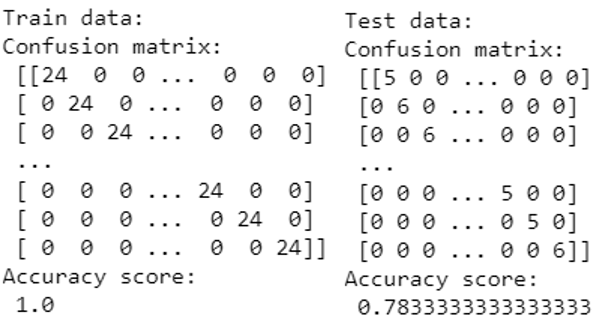 Train data:
Confusion matrix:
[[24 0 0 ... 0 0 0]
[ 0 24 0 ... 0 0 0]
[ 0 0 24 ... 0 0 0]
...
[ 0 0 0 ... 24 0 0]
[ 0 0 0 ... 0 24 0]
[ 0 0 0 ... 0 0 24]]
Accuracy score:
1.0
Test data:
Confusion matrix:
[[5 0 0 ... 0 0 0]
[0 6 0 ... 0 0 0]
[0 0 6 ... 0 0 0]
...
[0 0 0 ... 5 0 0]
[0 0 0 ... 0 5 0]
[0 0 0 ... 0 0 6]]
Accuracy score:
0.7833333333333333